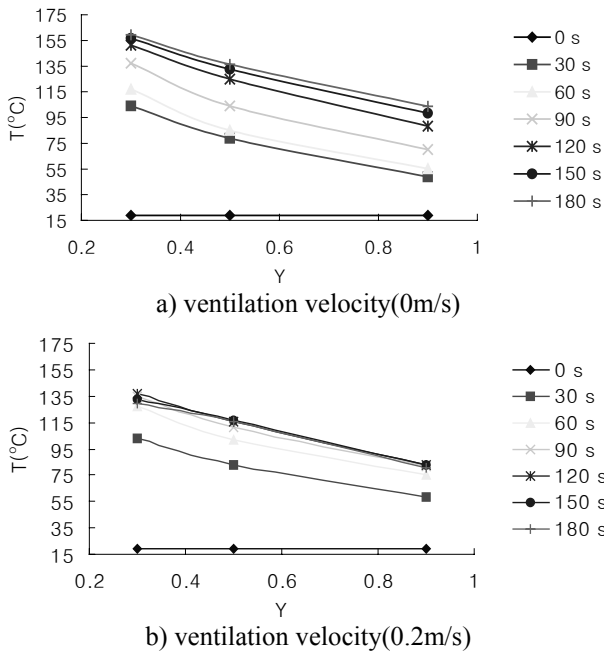 175
155
135
115
95
75
55
35
15
T(°C)
0.2 0.4 0.6 0.8 1
Y
0 s
30 s
60 s
90 s
120 s
150 s
180 s
a) ventilation velocity(0m/s)
175
155
135
115
95
75
55
35
15
T(°C)
0.2 0.4 0.6 0.8 1
Y
0 s
30 s
60 s
90 s
120 s
150 s
180 s
b) ventilation velocity(0.2m/s)